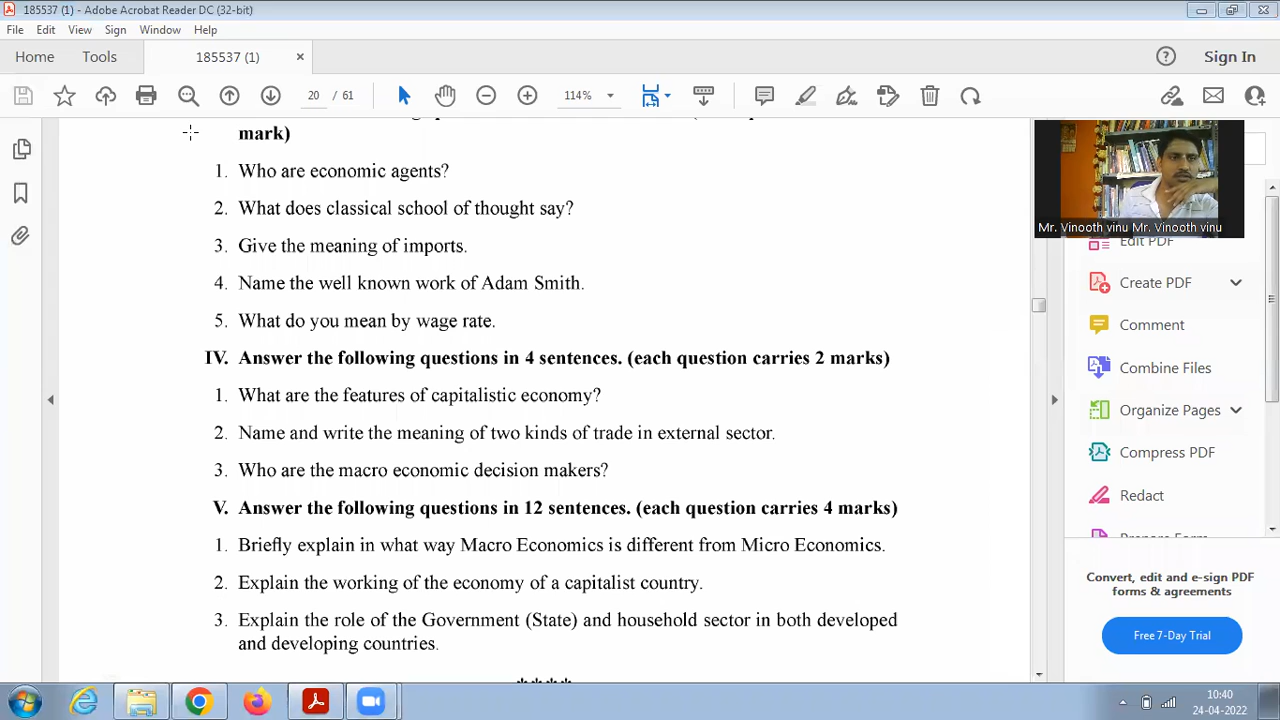 185537 (1) - Adobe Acrobat Reader DC (32-bit)
File Edit View Sign Window Help
Home Tools 185537 (1) × Sign In
20 / 61 114%
mark)
1. Who are economic agents?
2. What does classical school of thought say?
3. Give the meaning of imports.
4. Name the well known work of Adam Smith.
5. What do you mean by wage rate.
IV. Answer the following questions in 4 sentences. (each question carries 2 marks)
1. What are the features of capitalistic economy?
2. Name and write the meaning of two kinds of trade in external sector.
3. Who are the macro economic decision makers?
V. Answer the following questions in 12 sentences. (each question carries 4 marks)
1. Briefly explain in what way Macro Economics is different from Micro Economics.
2. Explain the working of the economy of a capitalist country.
3. Explain the role of the Government (State) and household sector in both developed
and developing countries.
****
Mr. Vinooth vinu Mr. Vinooth vinu
Edit PDF
Create PDF
Comment
Combine Files
Organize Pages
Compress PDF
Redact
Prepare Form
Convert, edit and e-sign PDF
forms & agreements
Free 7-Day Trial
10:40
24-04-2022